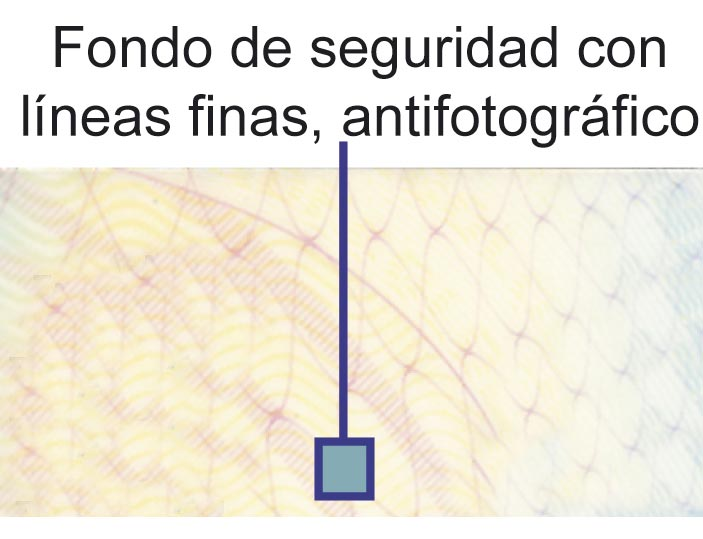 Fondo de seguridad con
líneas finas, antifotográfico